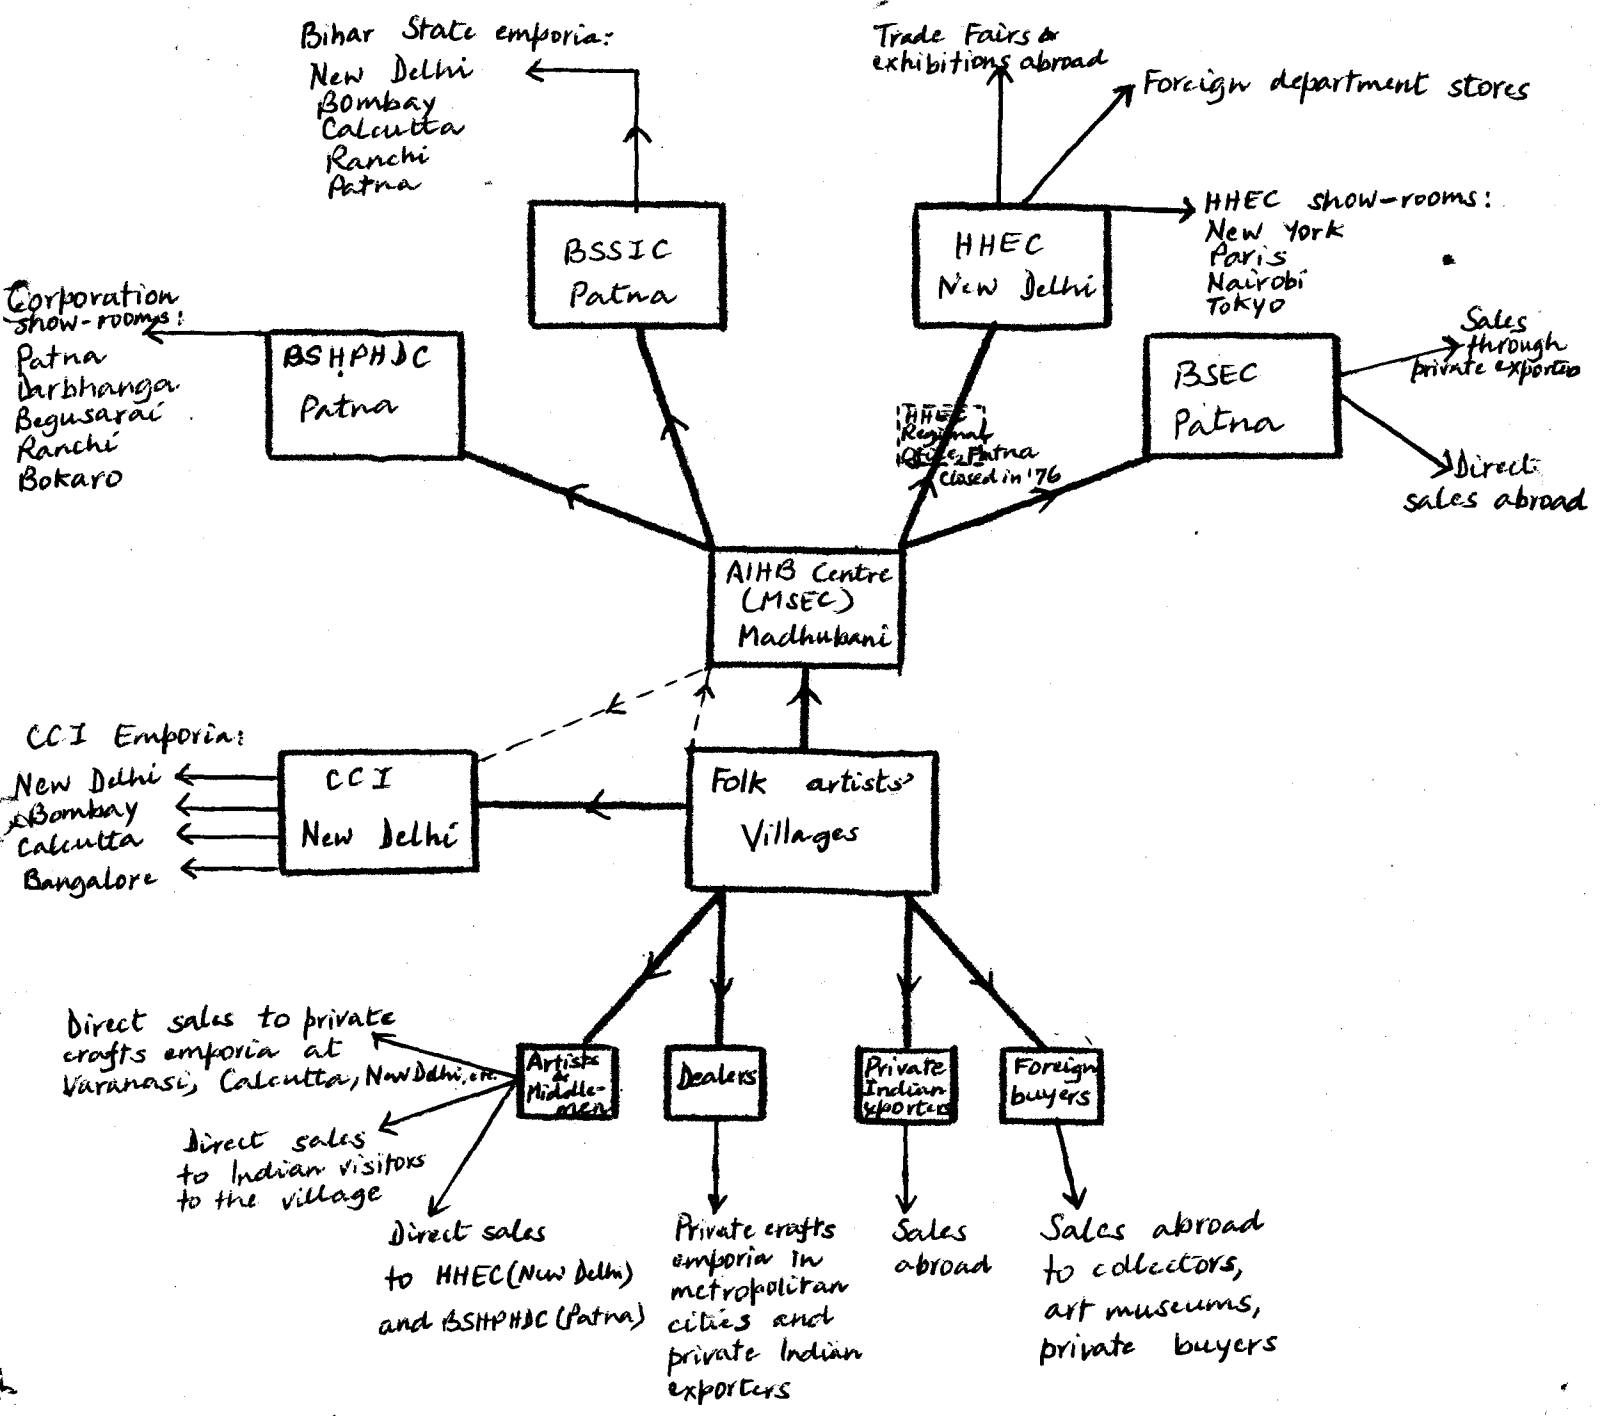 Bihar State emporia:
New Delhi
Bombay
Calcutta
Ranchi
Patna
Trade Fairs &
exhibitions abroad
Foreign department stores
BSSIC
Patna
HHEC
New Delhi
HHEC show-rooms:
New York
Paris
Nairobi
Tokyo
Corporation
show-rooms:
Patna
Darbhanga
Begusarai
Ranchi
Bokaro
BSHPHDC
Patna
HHEC
Regional
Office, Patna
Closed in '76
BSEC
Patna
Sales
through
private exporters
Direct
sales abroad
AIHB Centre
(MSEC)
Madhubani
CCI Emporia:
New Delhi
Bombay
Calcutta
Bangalore
CCI
New Delhi
Folk artists'
Villages
Direct sales to private
crafts emporia at
Varanasi, Calcutta, New Delhi, etc.
Direct sales
to Indian visitors
to the village
Direct sales
to HHEC (New Delhi)
and BSHPHDC (Patna)
Artists
&
Middle-
men
Dealers
Private
Indian
exporters
Foreign
buyers
Private crafts
emporia in
metropolitan
cities and
private Indian
exporters
Sales
abroad
Sales abroad
to collectors,
art museums,
private buyers